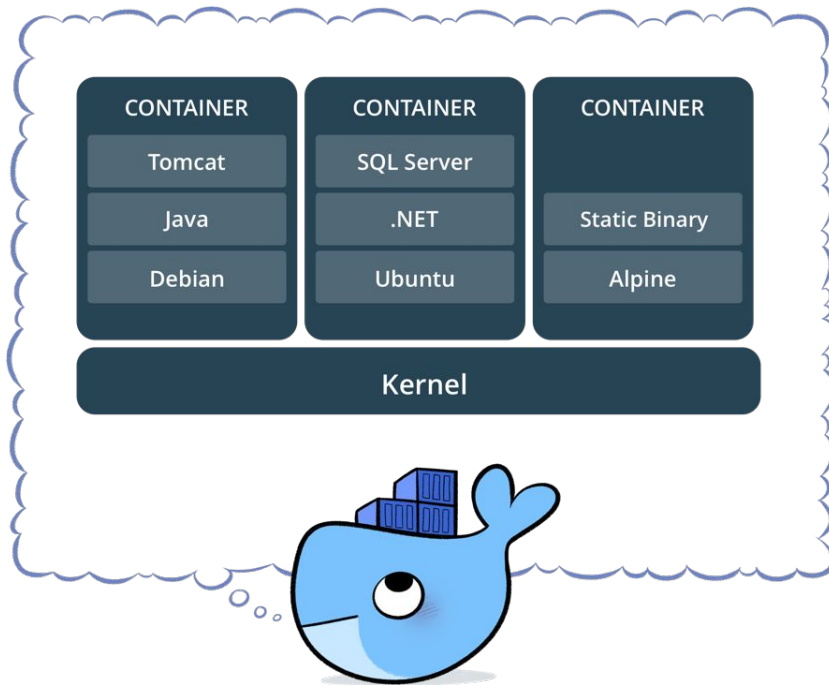 CONTAINER
Tomcat
Java
Debian
CONTAINER
SQL Server
.NET
Ubuntu
CONTAINER
Static Binary
Alpine
Kernel